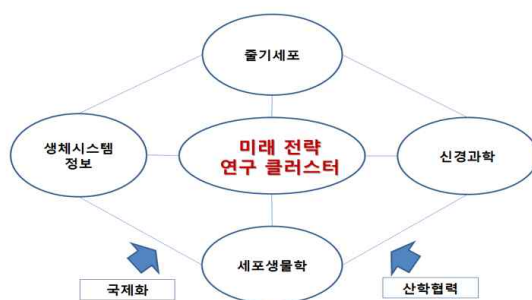 줄기세포
생체시스템
정보
미래 전략
연구 클러스터
신경과학
세포생물학
국제화
산학협력